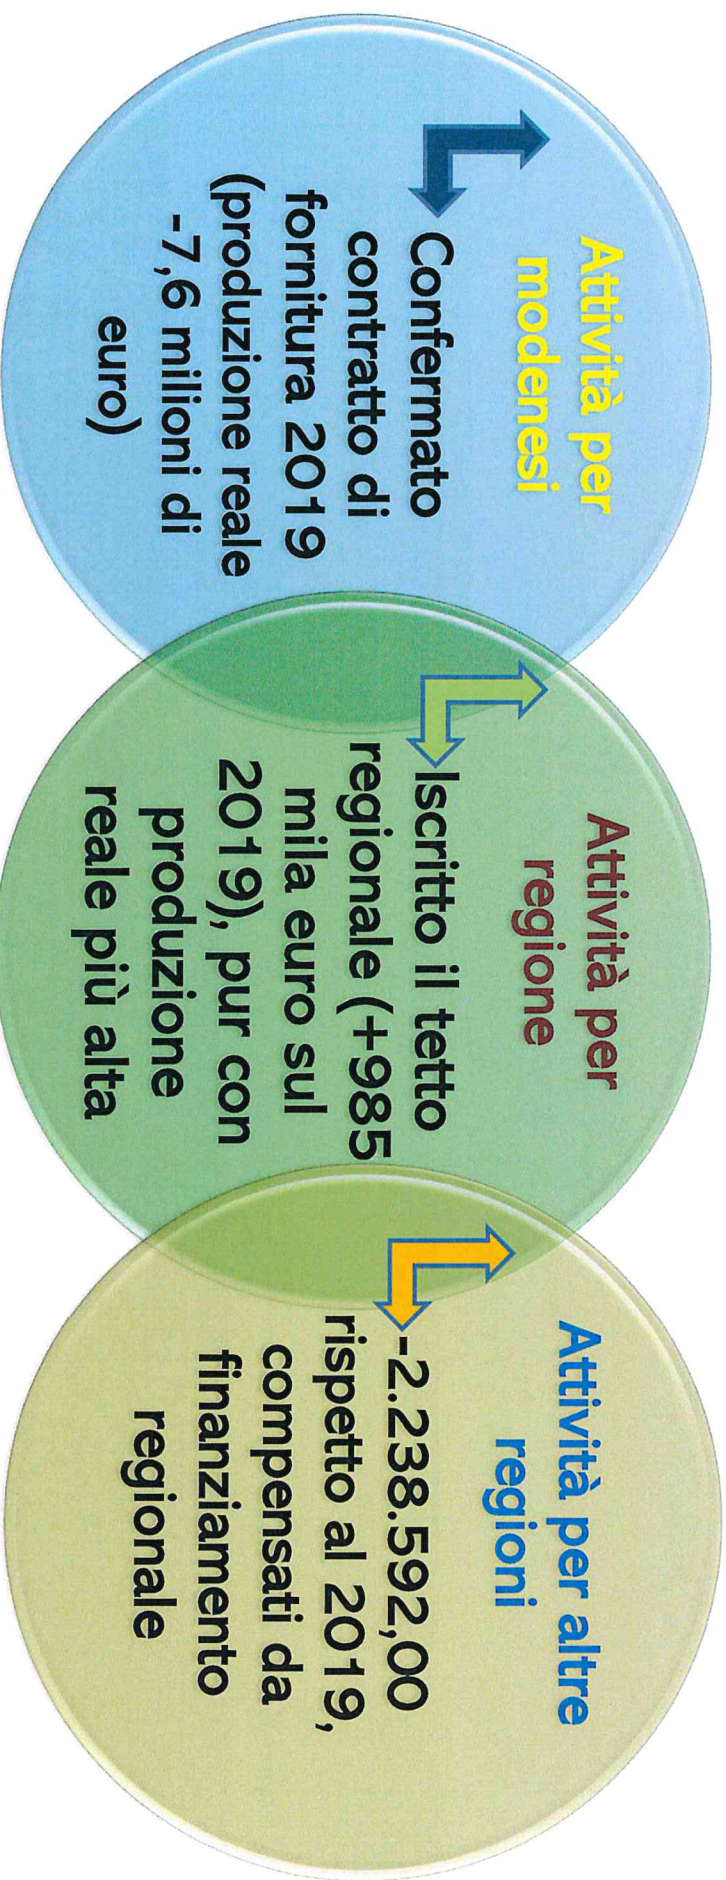 Attività per
modenesi
Confermato
contratto di
fornitura 2019
(produzione reale
-7,6 milioni di
euro)
Attività per
regione
Iscritto il tetto
regionale (+985
mila euro sul
2019), pur con
produzione
reale più alta
Attività per altre
regioni
-2.238.592,00
rispetto al 2019,
compensati da
finanziamento
regionale